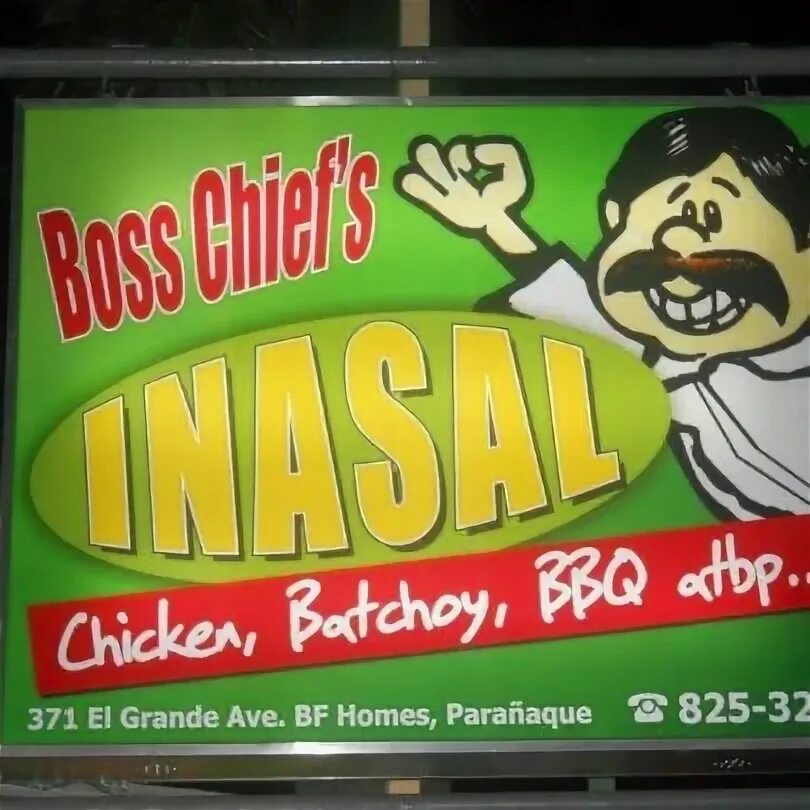 Boss Chief's
INASAL
Chicken, Batchoy, BBQ atbp..
371 El Grande Ave. BF Homes, Parañaque ☎ 825-32